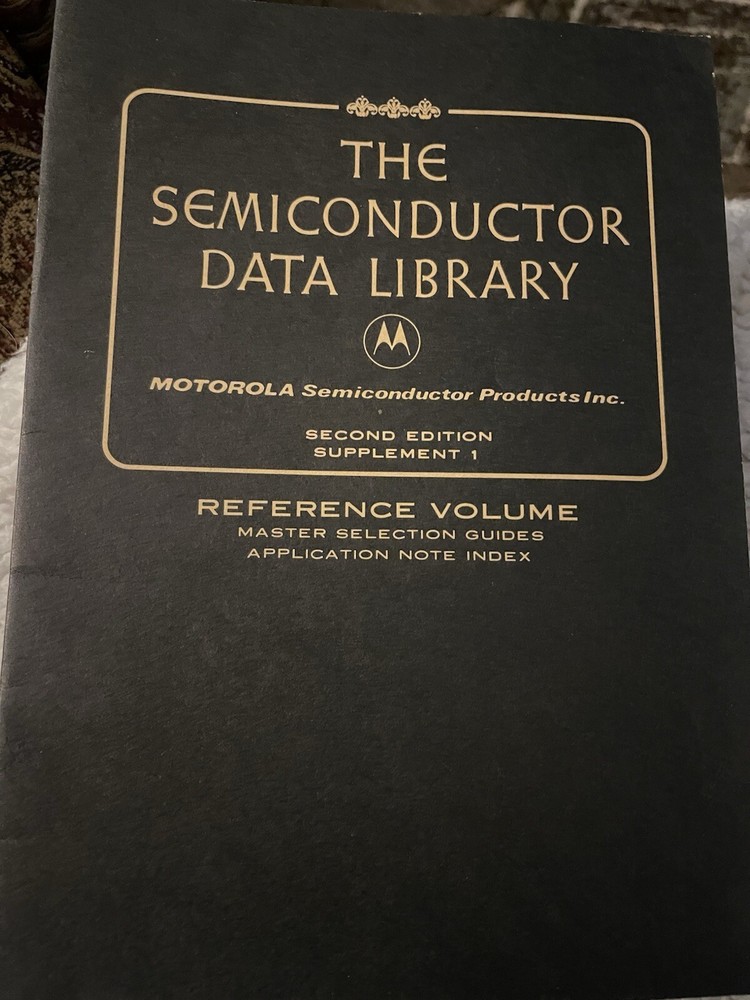 THE
SEMICONDUCTOR
DATA LIBRARY
MOTOROLA Semiconductor Products Inc.
SECOND EDITION
SUPPLEMENT 1
REFERENCE VOLUME
MASTER SELECTION GUIDES
APPLICATION NOTE INDEX